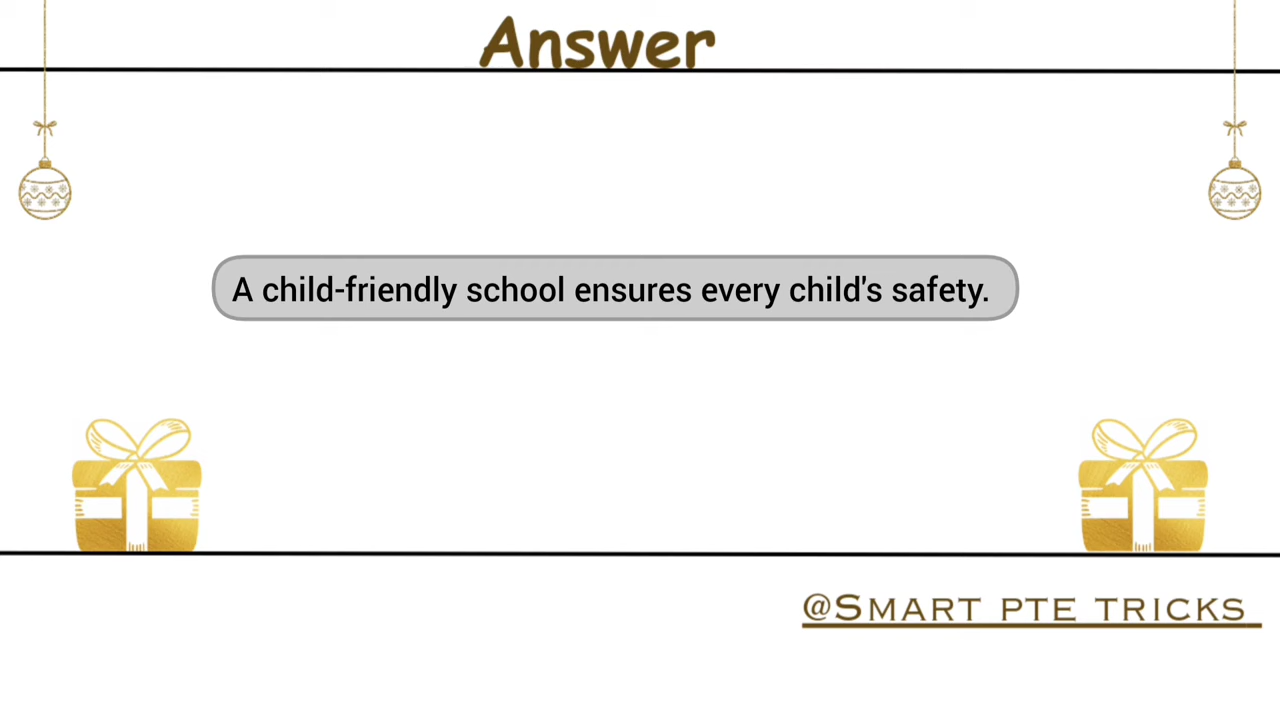 Answer
A child-friendly school ensures every child's safety.
@SMART PTE TRICKS